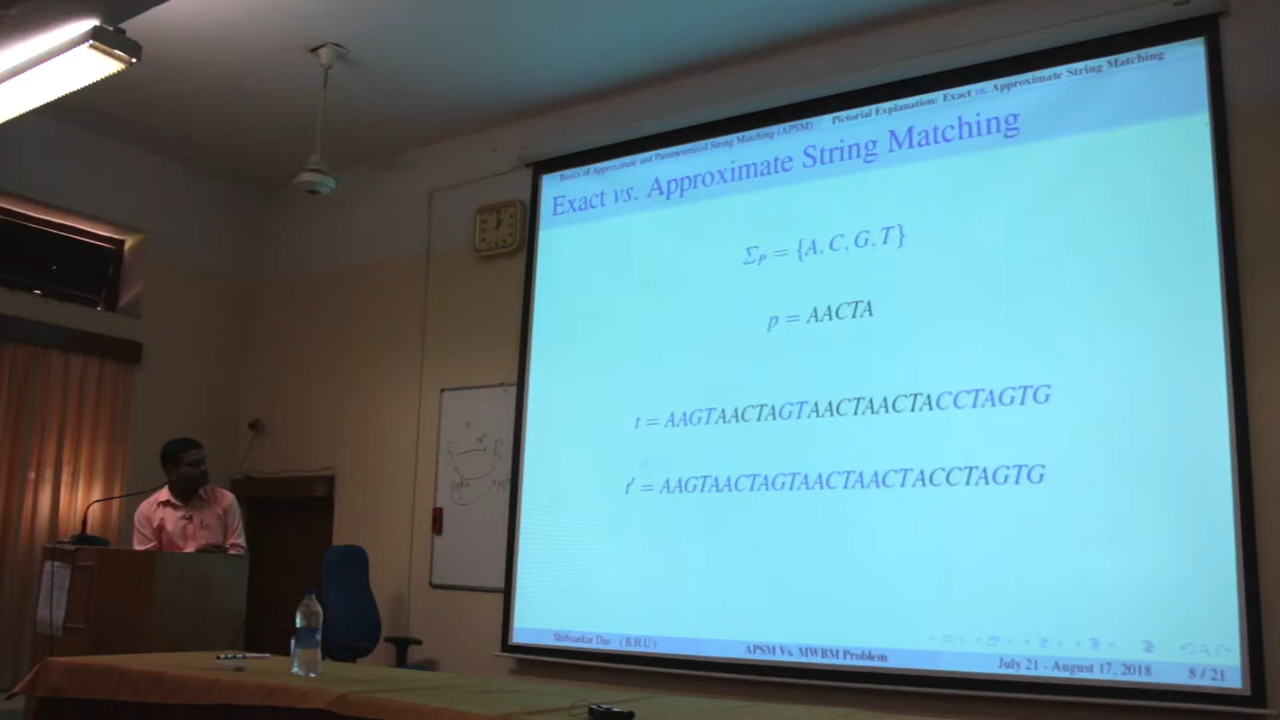 Basics of Approximate and Parameterized String Matching (APSM) Pictorial Explanation: Exact vs. Approximate String Matching
Exact vs. Approximate String Matching
Σ_P = {A, C, G, T}
p = AACTA
t = AAGTAACTAGTAACTAACTACCTAGTG
t′ = AAGTAACTAGTAACTAACTACCTAGTG
Shibsankar Das (B.H.U)
APSM Vs. MWBM Problem
July 21 - August 17, 2018
8 / 21